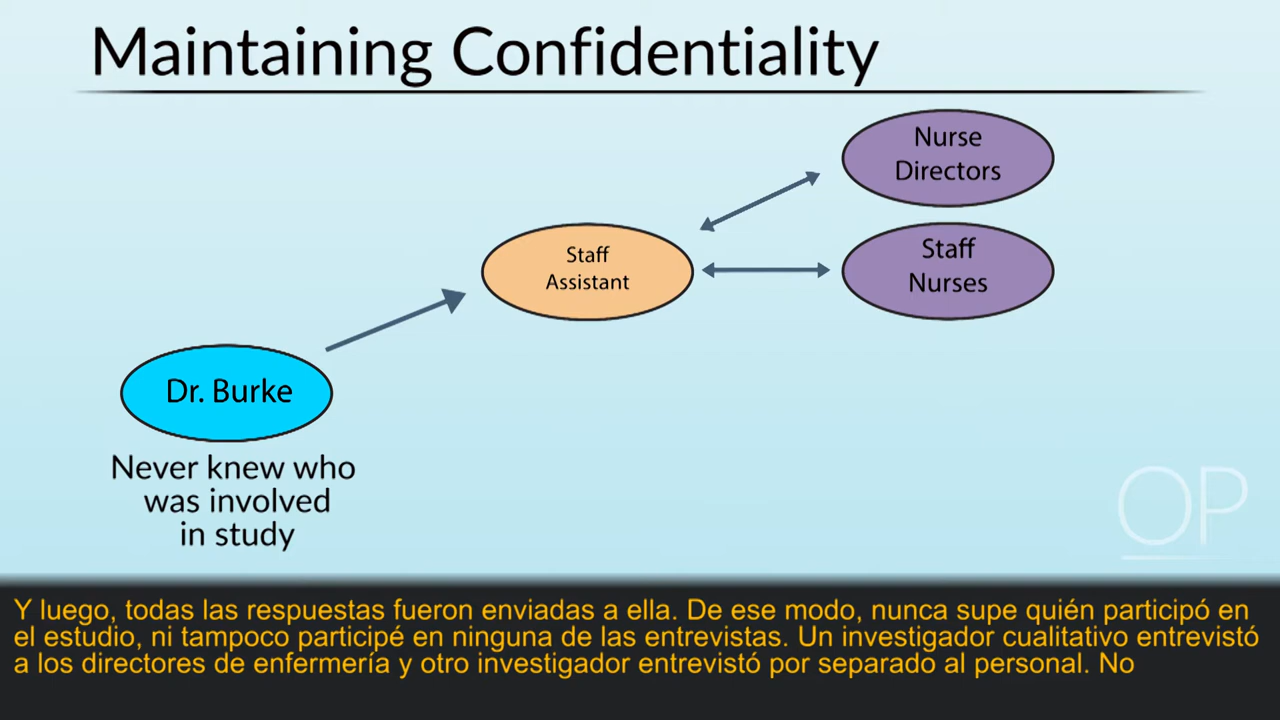 Maintaining Confidentiality
Nurse
Directors
Staff
Assistant
Staff
Nurses
Dr. Burke
Never knew who
was involved
in study
OP
Y luego, todas las respuestas fueron enviadas a ella. De ese modo, nunca supe quién participó en
el estudio, ni tampoco participé en ninguna de las entrevistas. Un investigador cualitativo entrevistó
a los directores de enfermería y otro investigador entrevistó por separado al personal. No